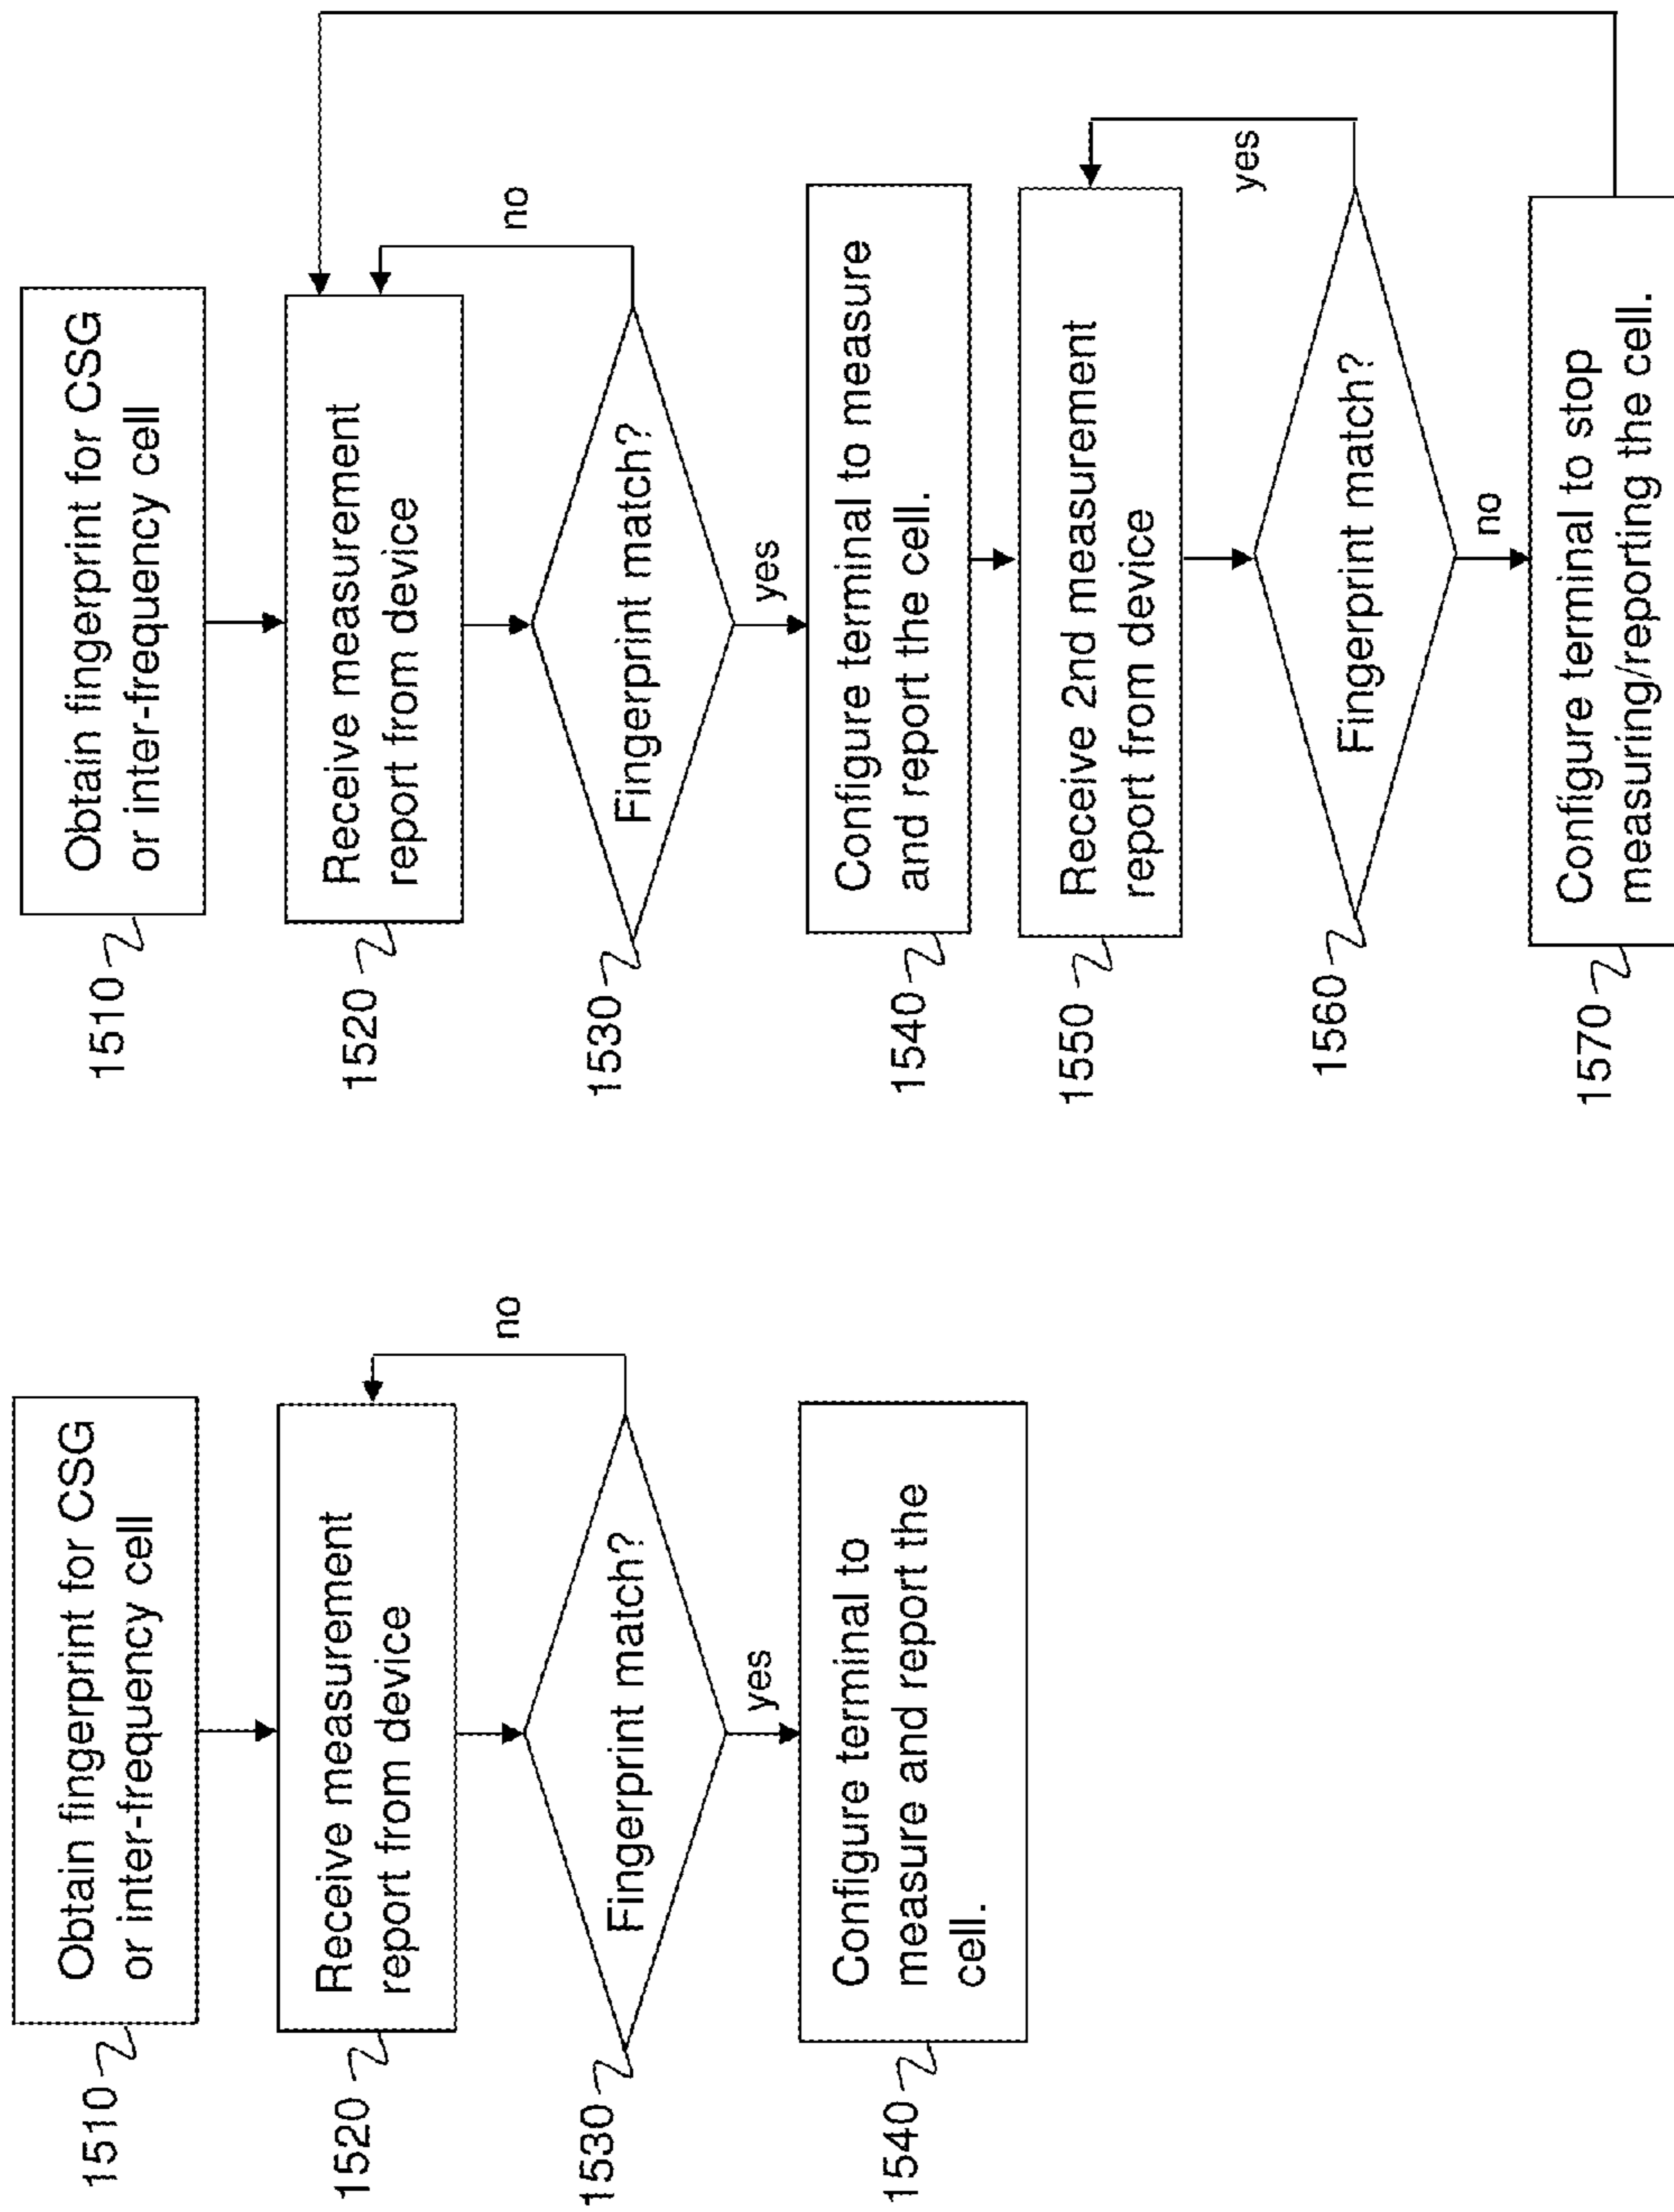 1510
Obtain fingerprint for CSG
or inter-frequency cell
1520
Receive measurement
report from device
no
1530
Fingerprint match?
yes
1540
Configure terminal to
measure and report the
cell.
1510
Obtain fingerprint for CSG
or inter-frequency cell
1520
Receive measurement
report from device
no
1530
Fingerprint match?
yes
1540
Configure terminal to measure
and report the cell.
1550
Receive 2nd measurement
report from device
yes
1560
Fingerprint match?
no
1570
Configure terminal to stop
measuring/reporting the cell.